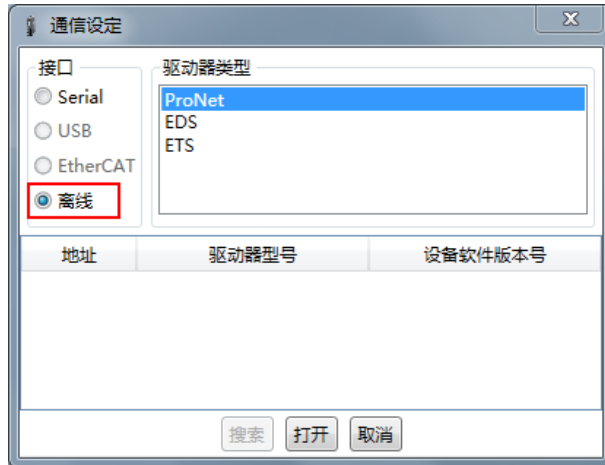 通信设定
接口
Serial
USB
EtherCAT
离线
驱动器类型
ProNet
EDS
ETS
地址 驱动器型号 设备软件版本号
搜索 打开 取消